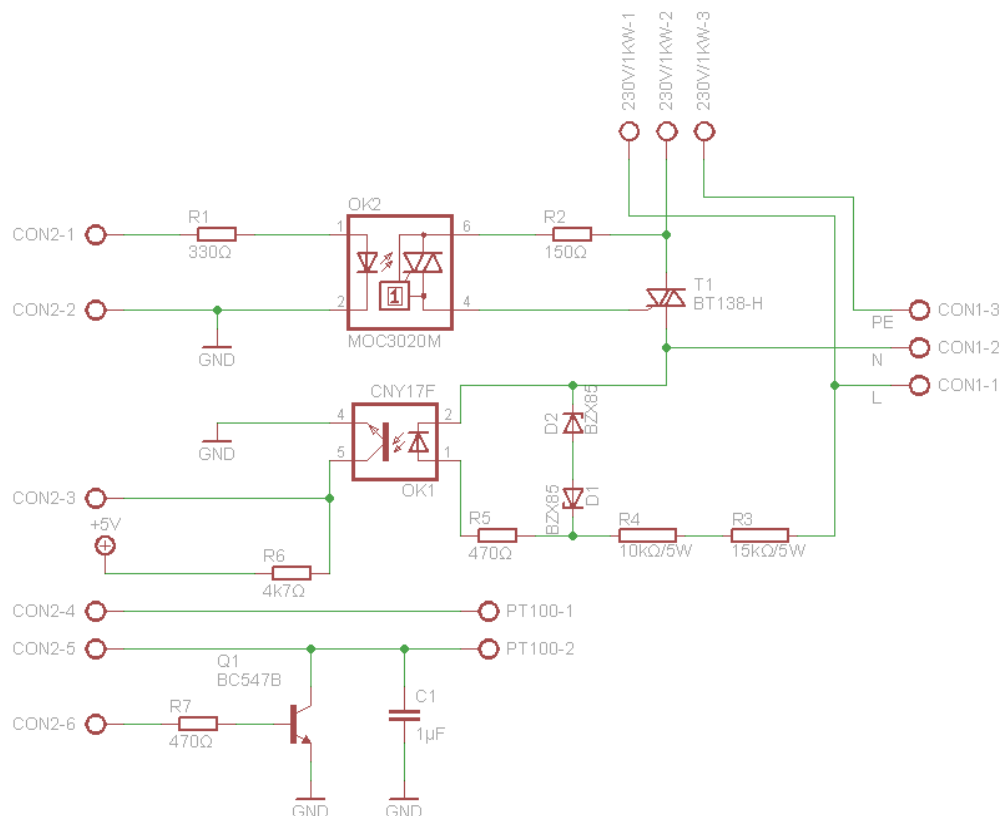 230V/1KW-1
230V/1KW-2
230V/1KW-3
OK2
R1
1
6
R2
CON2-1
330Ω
150Ω
1
T1
BT138-H
CON2-2
2
4
PE
CON1-3
GND
MOC3020M
N
CON1-2
CNY17F
L
CON1-1
4
2
D2
BZX85
GND
5
1
OK1
BZX85
D1
CON2-3
+5V
R5
470Ω
R4
10kΩ/5W
R3
15kΩ/5W
R6
4k7Ω
CON2-4
PT100-1
CON2-5
PT100-2
Q1
BC547B
R7
C1
CON2-6
470Ω
1µF
GND
GND